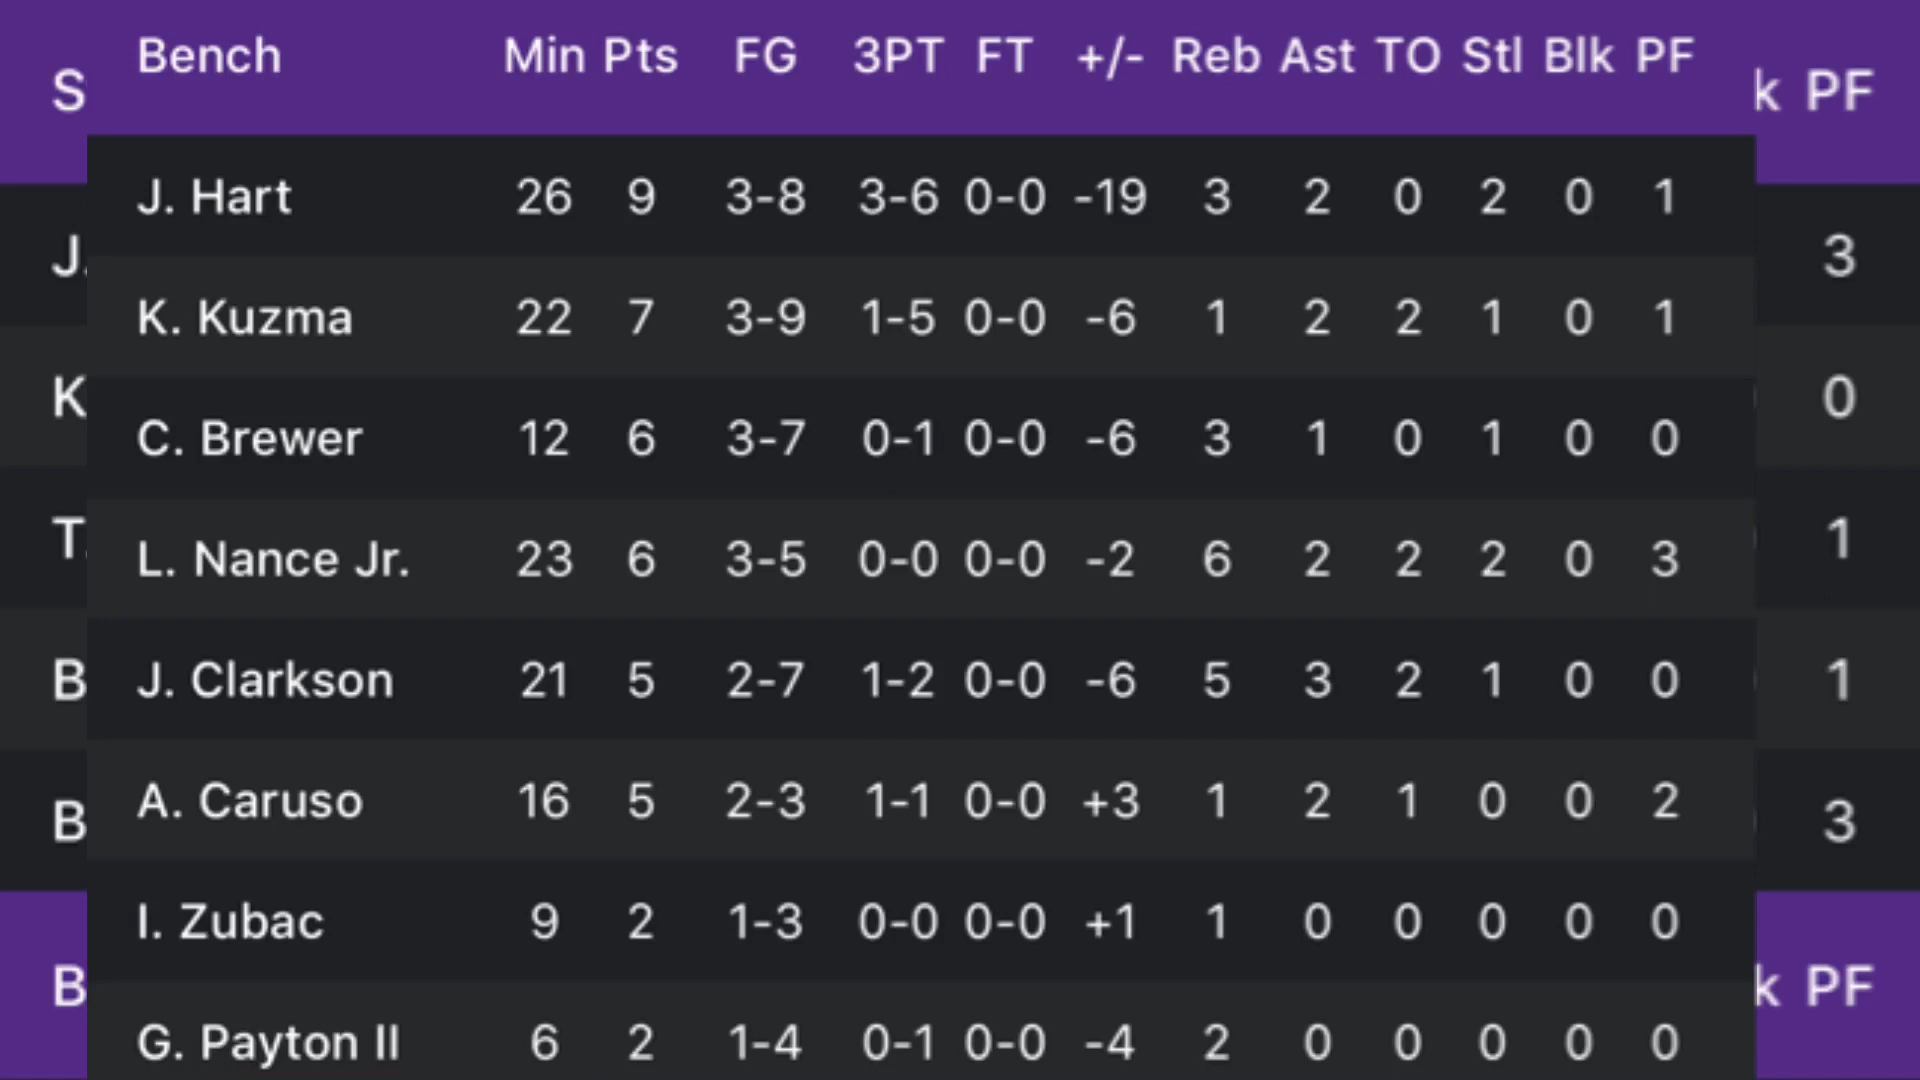 Bench Min Pts FG 3PT FT +/- Reb Ast TO Stl Blk PF
S k PF
J. Hart 26 9 3-8 3-6 0-0 -19 3 2 0 2 0 1
J. 3
K. Kuzma 22 7 3-9 1-5 0-0 -6 1 2 2 1 0 1
K 0
C. Brewer 12 6 3-7 0-1 0-0 -6 3 1 0 1 0 0
T. 1
L. Nance Jr. 23 6 3-5 0-0 0-0 -2 6 2 2 2 0 3
J. Clarkson 21 5 2-7 1-2 0-0 -6 5 3 2 1 0 0
B 1
A. Caruso 16 5 2-3 1-1 0-0 +3 1 2 1 0 0 2
B 3
I. Zubac 9 2 1-3 0-0 0-0 +1 1 0 0 0 0 0
B k PF
G. Payton II 6 2 1-4 0-1 0-0 -4 2 0 0 0 0 0